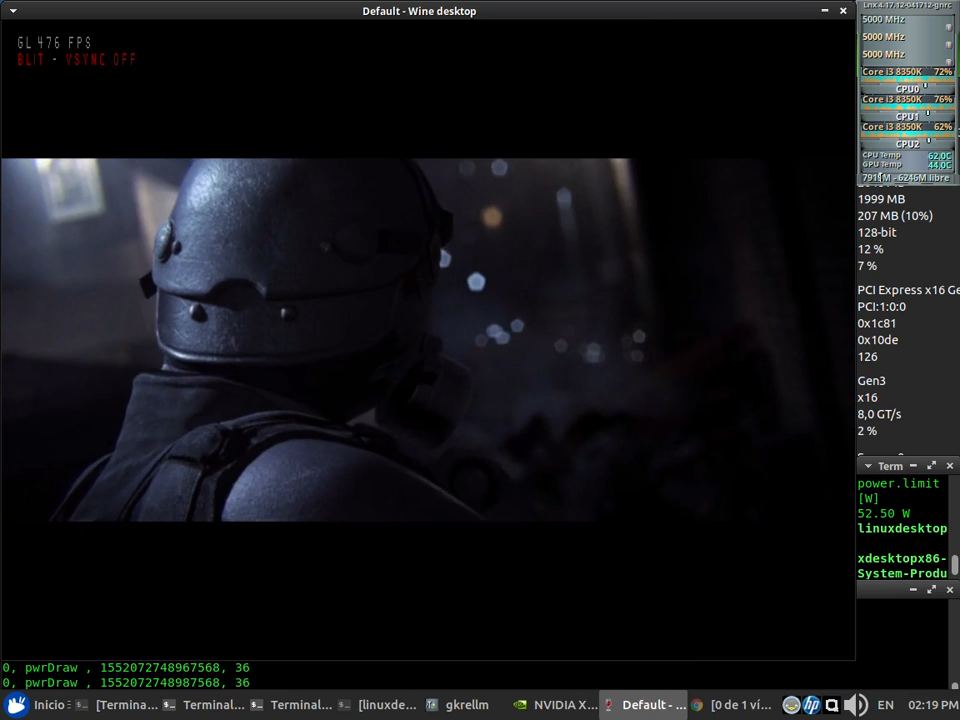 Default - Wine desktop
Lnx 4.17.12-041712-gnrc
GL 476 FPS
BLIT - VSYNC OFF
5000 MHz
5000 MHz
5000 MHz
Core i3 8350K 72%
CPU0
Core i3 8350K 76%
CPU1
Core i3 8350K 62%
CPU2
CPU Temp 62,0C
GPU Temp 44.0C
7919M - 6246M libre
1999 MB
207 MB (10%)
128-bit
12 %
7 %
PCI Express x16 Ge
PCI:1:0:0
0x1c81
0x10de
126
Gen3
x16
8,0 GT/s
2 %
Term
power.limit
[W]
52.50 W
linuxdesktop
xdesktopx86-
System-Produ
0, pwrDraw , 1552072748967568, 36
0, pwrDraw , 1552072748987568, 36
Inicio [Termina... Terminal... Terminal... [linuxde... gkrellm NVIDIA X... Default - ... [0 de 1 ví... hp EN 02:19 PM